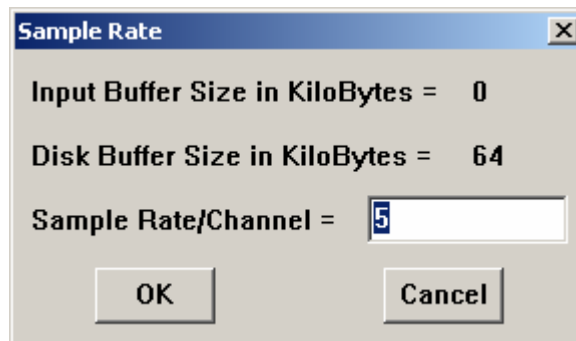 Sample Rate
Input Buffer Size in KiloBytes = 0
Disk Buffer Size in KiloBytes = 64
Sample Rate/Channel = 5
OK Cancel